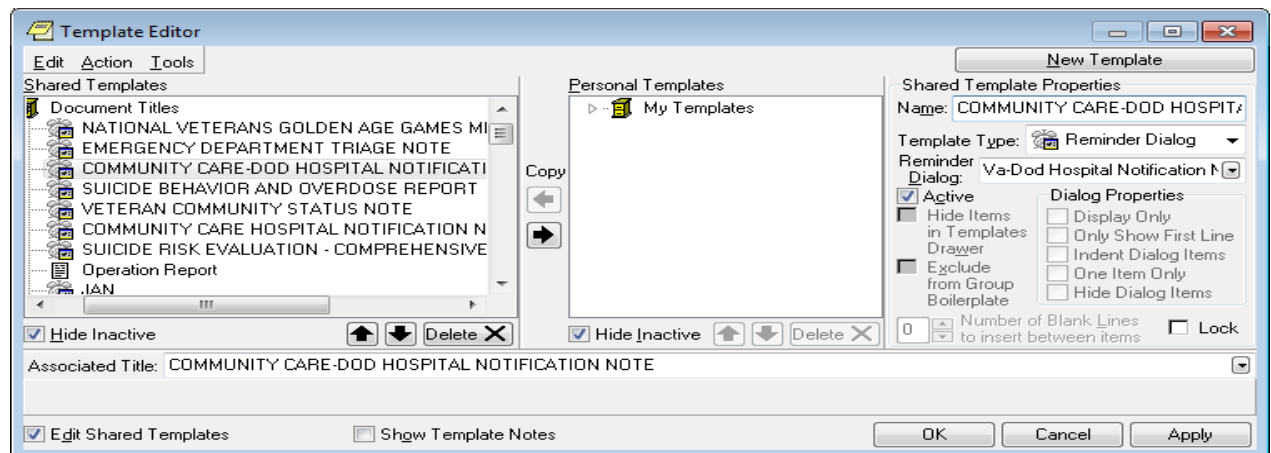 Template Editor
Edit Action Tools
New Template
Shared Templates
Document Titles
NATIONAL VETERANS GOLDEN AGE GAMES MI
EMERGENCY DEPARTMENT TRIAGE NOTE
COMMUNITY CARE-DOD HOSPITAL NOTIFICATI
SUICIDE BEHAVIOR AND OVERDOSE REPORT
VETERAN COMMUNITY STATUS NOTE
COMMUNITY CARE HOSPITAL NOTIFICATION N
SUICIDE RISK EVALUATION - COMPREHENSIVE
Operation Report
JAN
Hide Inactive
Delete
Copy
Personal Templates
My Templates
Hide Inactive
Delete
Shared Template Properties
Name: COMMUNITY CARE-DOD HOSPITA
Template Type: Reminder Dialog
Reminder
Dialog: Va-Dod Hospital Notification N
Active
Hide Items
in Templates
Drawer
Exclude
from Group
Boilerplate
Dialog Properties
Display Only
Only Show First Line
Indent Dialog Items
One Item Only
Hide Dialog Items
0 Number of Blank Lines
to insert between items
Lock
Associated Title: COMMUNITY CARE-DOD HOSPITAL NOTIFICATION NOTE
Edit Shared Templates
Show Template Notes
OK Cancel Apply